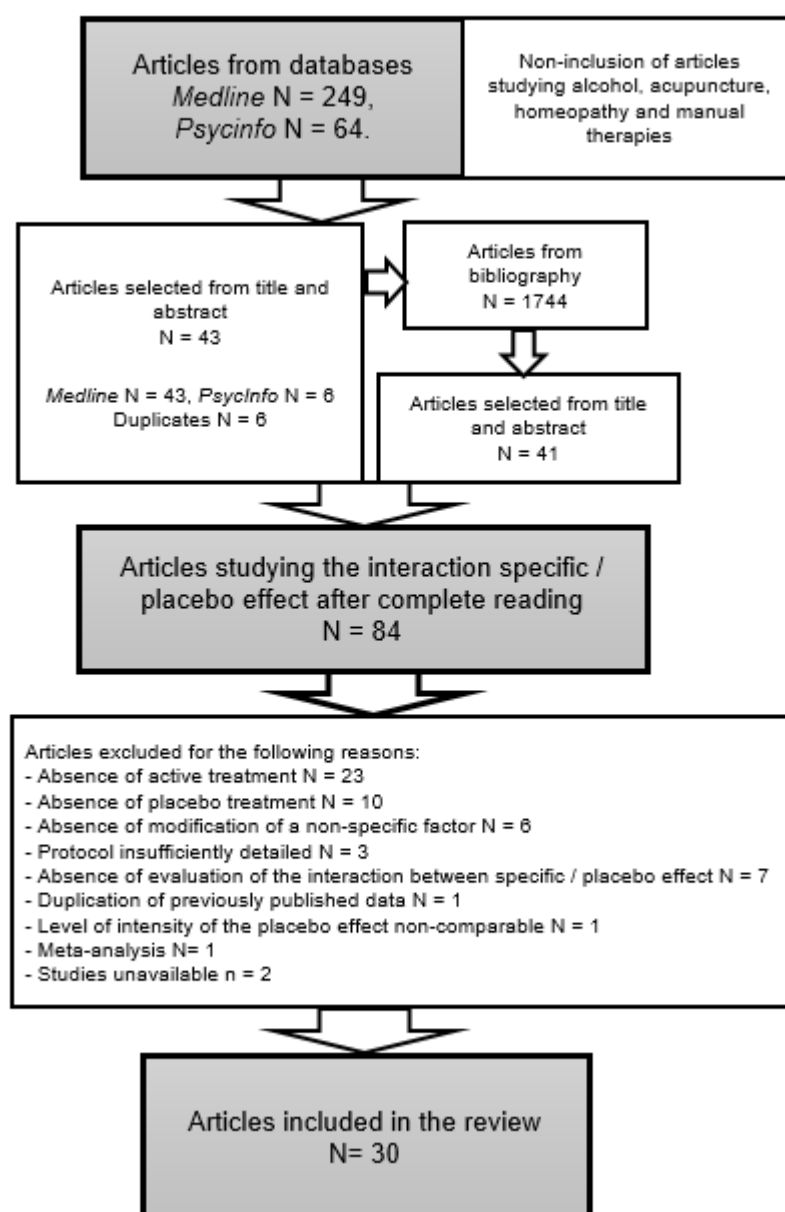 Articles from databases
Medline N = 249,
Psycinfo N = 64.
Non-inclusion of articles
studying alcohol, acupuncture,
homeopathy and manual
therapies
Articles selected from title and
abstract
N = 43
Medline N = 43, PsycInfo N = 6
Duplicates N = 6
Articles from
bibliography
N = 1744
Articles selected from title
and abstract
N = 41
Articles studying the interaction specific /
placebo effect after complete reading
N = 84
Articles excluded for the following reasons:
- Absence of active treatment N = 23
- Absence of placebo treatment N = 10
- Absence of modification of a non-specific factor N = 6
- Protocol insufficiently detailed N = 3
- Absence of evaluation of the interaction between specific / placebo effect N = 7
- Duplication of previously published data N = 1
- Level of intensity of the placebo effect non-comparable N = 1
- Meta-analysis N= 1
- Studies unavailable n = 2
Articles included in the review
N= 30